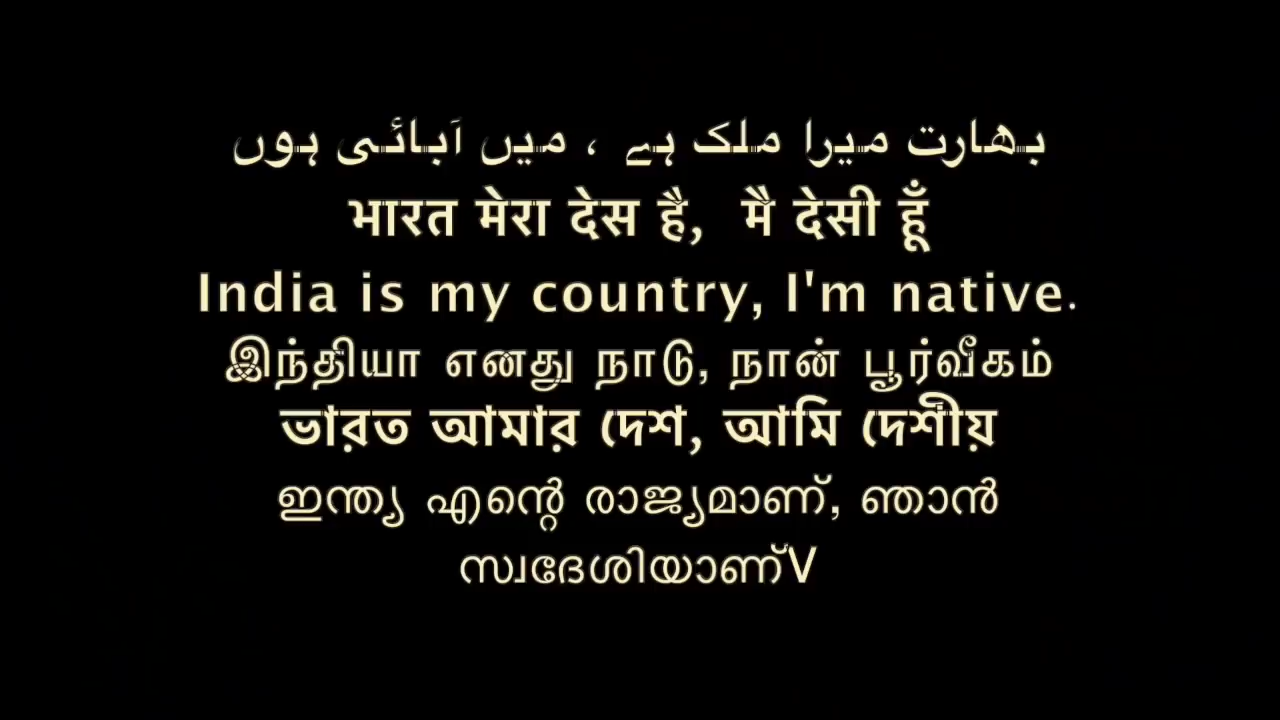 بھارت میرا ملک ہے ، میں آبائی ہوں
भारत मेरा देस है, मै देसी हूँ
India is my country, I'm native.
இந்தியா எனது நாடு, நான் பூர்வீகம்
ভারত আমার দেশ, আমি দেশীয়
ഇന്ത്യ എന്റെ രാജ്യമാണ്, ഞാൻ
സ്വദേശിയാണ്V